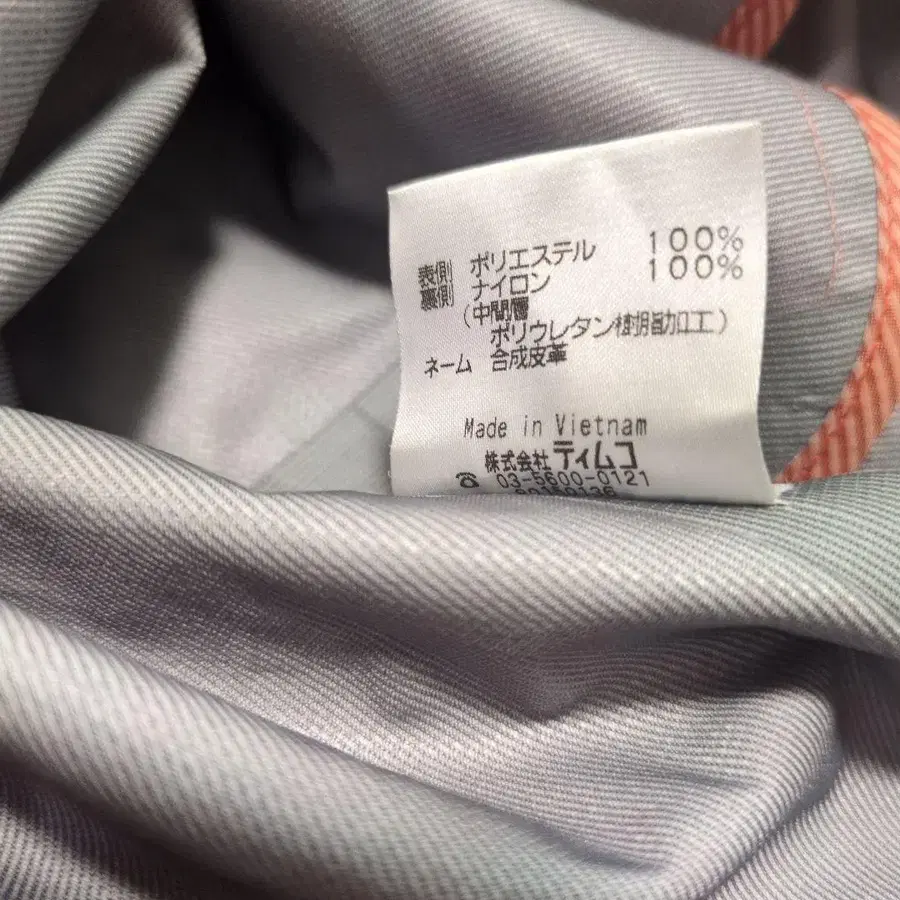 表側 ポリエステル 100%
裏側 ナイロン 100%
(中間層
ポリウレタン樹脂加工)
ネーム 合成皮革
Made in Vietnam
株式会社 ティムコ
☎ 03-5600-0121